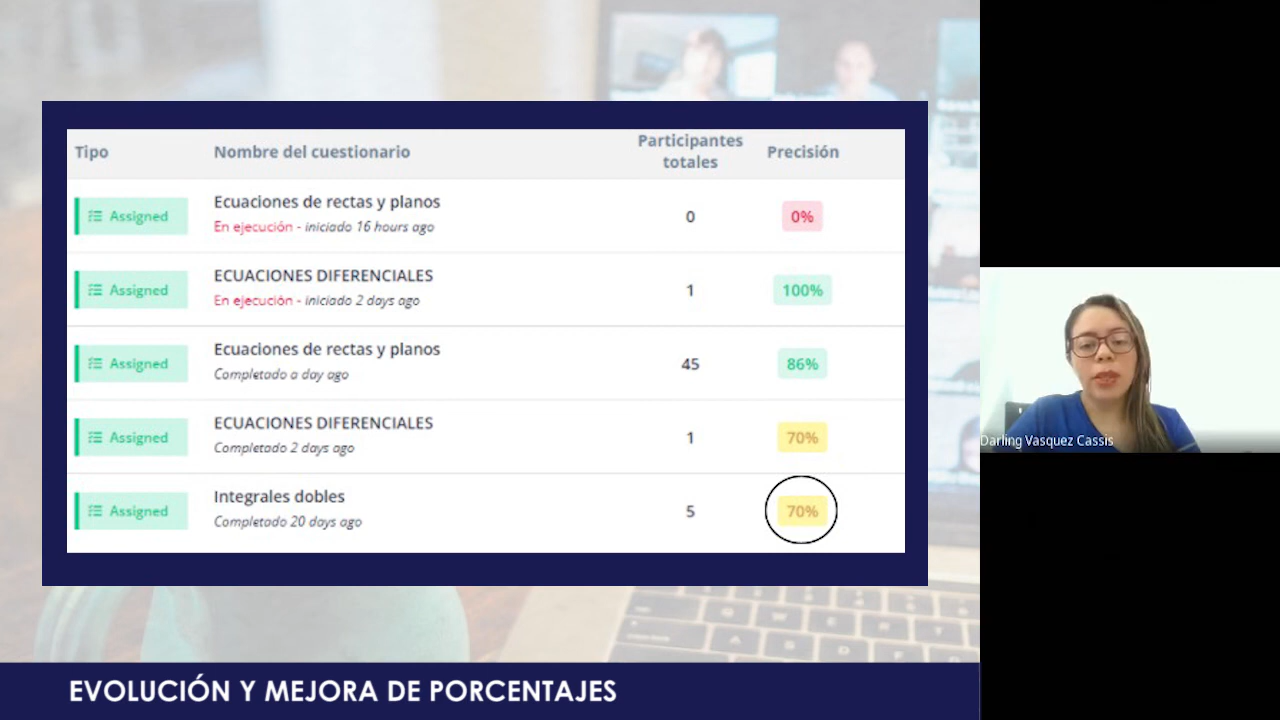 Tipo Nombre del cuestionario Participantes totales Precisión
Assigned Ecuaciones de rectas y planos 0 0%
En ejecución - iniciado 16 hours ago
Assigned ECUACIONES DIFERENCIALES 1 100%
En ejecución - iniciado 2 days ago
Assigned Ecuaciones de rectas y planos 45 86%
Completado a day ago
Assigned ECUACIONES DIFERENCIALES 1 70%
Completado 2 days ago
Assigned Integrales dobles 5 70%
Completado 20 days ago
Darling Vasquez Cassis
EVOLUCIÓN Y MEJORA DE PORCENTAJES